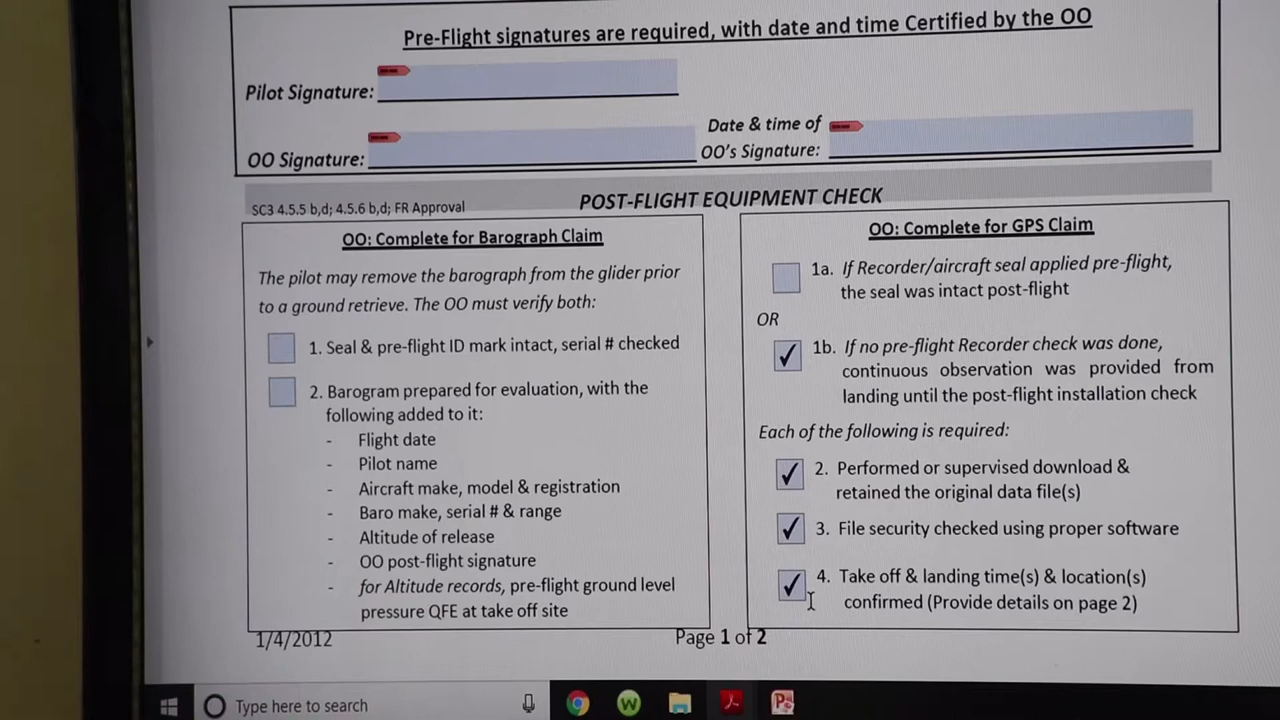 Pre-Flight signatures are required, with date and time Certified by the OO
Pilot Signature:
Date & time of
OO Signature:
OO's Signature:
SC3 4.5.5 b,d; 4.5.6 b,d; FR Approval
POST-FLIGHT EQUIPMENT CHECK
OO: Complete for Barograph Claim
The pilot may remove the barograph from the glider prior
to a ground retrieve. The OO must verify both:
1. Seal & pre-flight ID mark intact, serial # checked
2. Barogram prepared for evaluation, with the
following added to it:
- Flight date
- Pilot name
- Aircraft make, model & registration
- Baro make, serial # & range
- Altitude of release
- OO post-flight signature
- for Altitude records, pre-flight ground level
pressure QFE at take off site
OO: Complete for GPS Claim
1a. If Recorder/aircraft seal applied pre-flight,
the seal was intact post-flight
OR
1b. If no pre-flight Recorder check was done,
continuous observation was provided from
landing until the post-flight installation check
Each of the following is required:
2. Performed or supervised download &
retained the original data file(s)
3. File security checked using proper software
4. Take off & landing time(s) & location(s)
confirmed (Provide details on page 2)
1/4/2012
Page 1 of 2
Type here to search